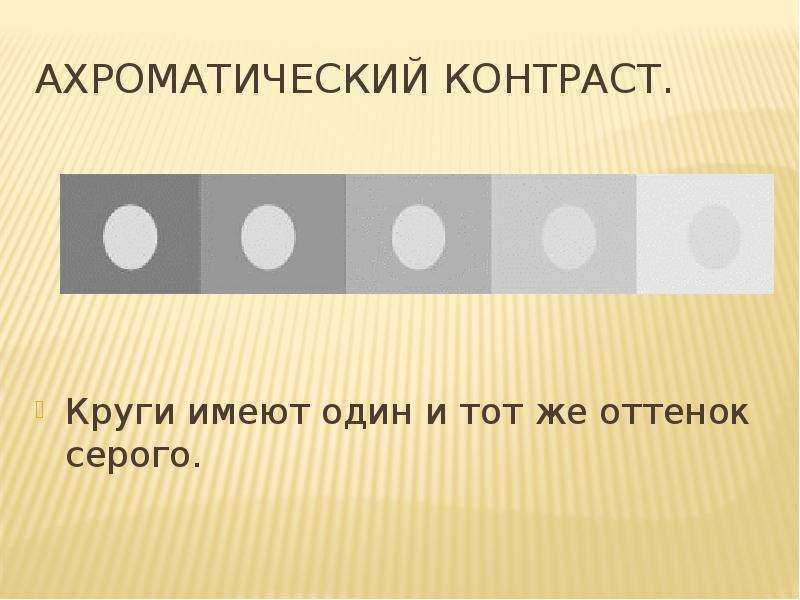 АХРОМАТИЧЕСКИЙ КОНТРАСТ.
Круги имеют один и тот же оттенок
серого.